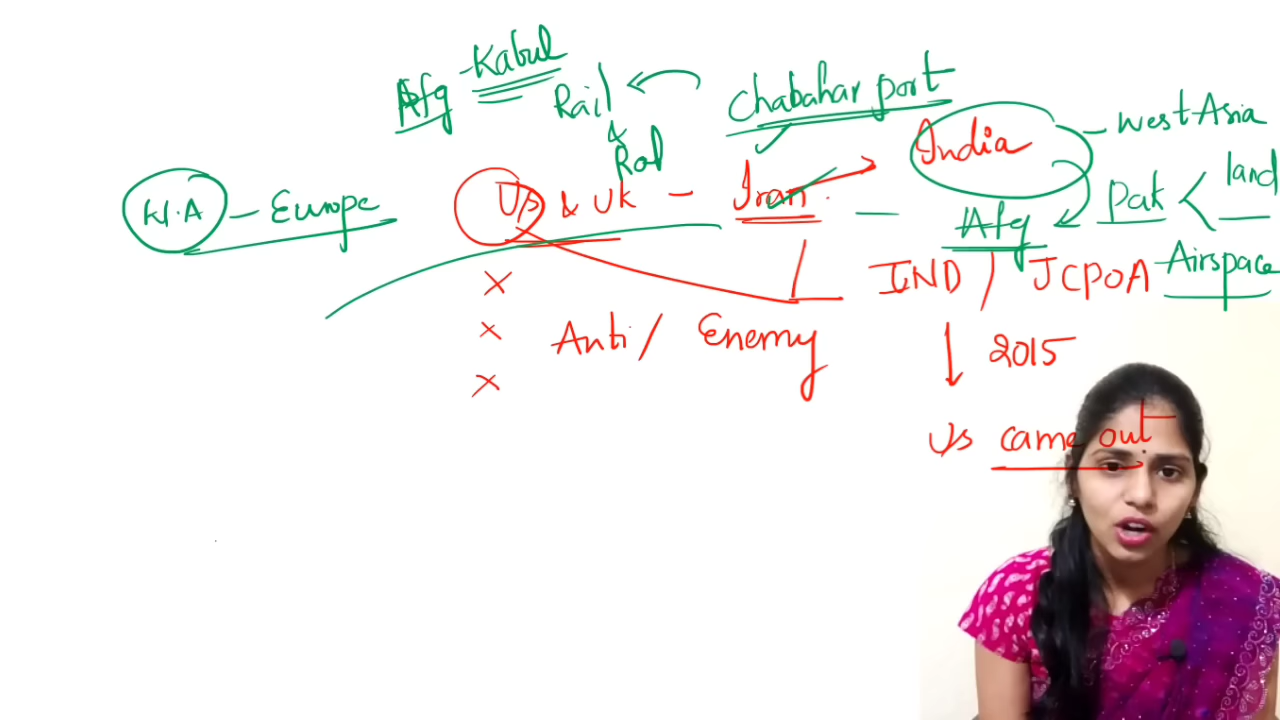 Afg - Kabul
Rail
&
Rod
Chabahar port
India - West Asia
W.A - Europe
US & UK - Iran
Afg
Pak < land
Airspace
IND / JCPOA
x
x
x
Anti / Enemy
2015
US came out